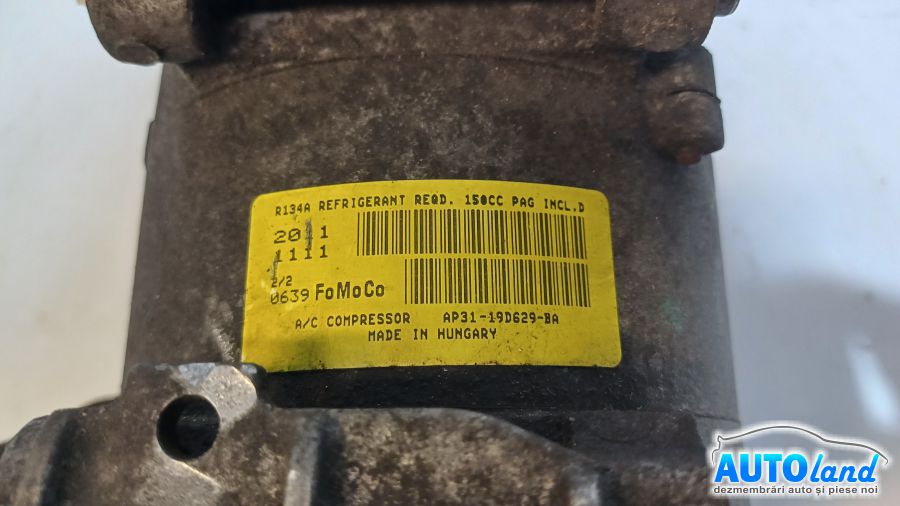 R134A REFRIGERANT REQD. 150CC PAG INCL.D
2011
1111
2/2
0639 FoMoCo
A/C COMPRESSOR AP31-19D629-BA
MADE IN HUNGARY
AUTOland
dezmembrări auto și piese noi